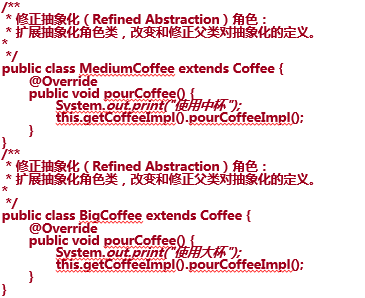 /**
* 修正抽象化（Refined Abstraction）角色：
* 扩展抽象化角色类，改变和修正父类对抽象化的定义。
*
*/
public class MediumCoffee extends Coffee {
@Override
public void pourCoffee() {
System.out.print("使用中杯");
this.getCoffeeImpl().pourCoffeeImpl();
}
}
/**
* 修正抽象化（Refined Abstraction）角色：
* 扩展抽象化角色类，改变和修正父类对抽象化的定义。
*
*/
public class BigCoffee extends Coffee {
@Override
public void pourCoffee() {
System.out.print("使用大杯");
this.getCoffeeImpl().pourCoffeeImpl();
}
}